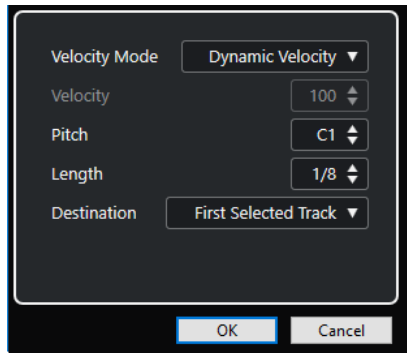 Velocity Mode Dynamic Velocity
Velocity 100
Pitch C1
Length 1/8
Destination First Selected Track
OK Cancel